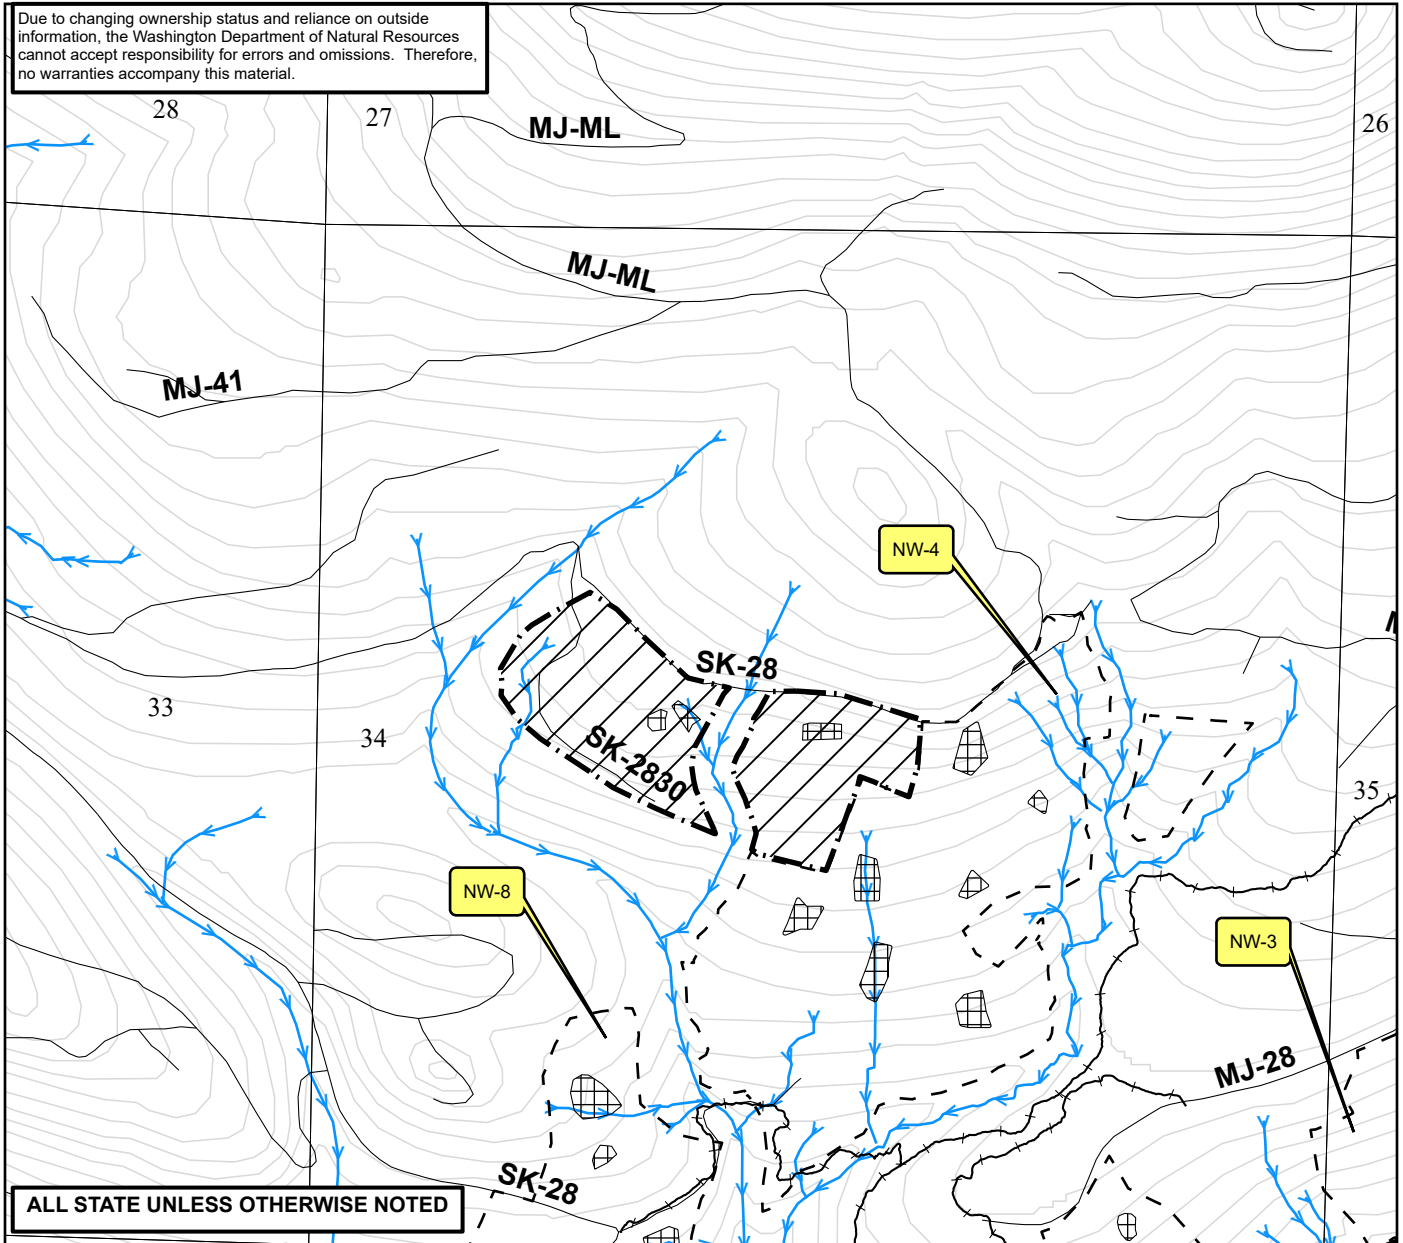 Due to changing ownership status and reliance on outside
information, the Washington Department of Natural Resources
cannot accept responsibility for errors and omissions. Therefore,
no warranties accompany this material.
28
27
MJ-ML
26
MJ-ML
MJ-41
NW-4
SK-28
33
34
SK-2830
35
NW-8
NW-3
MJ-28
SK-28
ALL STATE UNLESS OTHERWISE NOTED